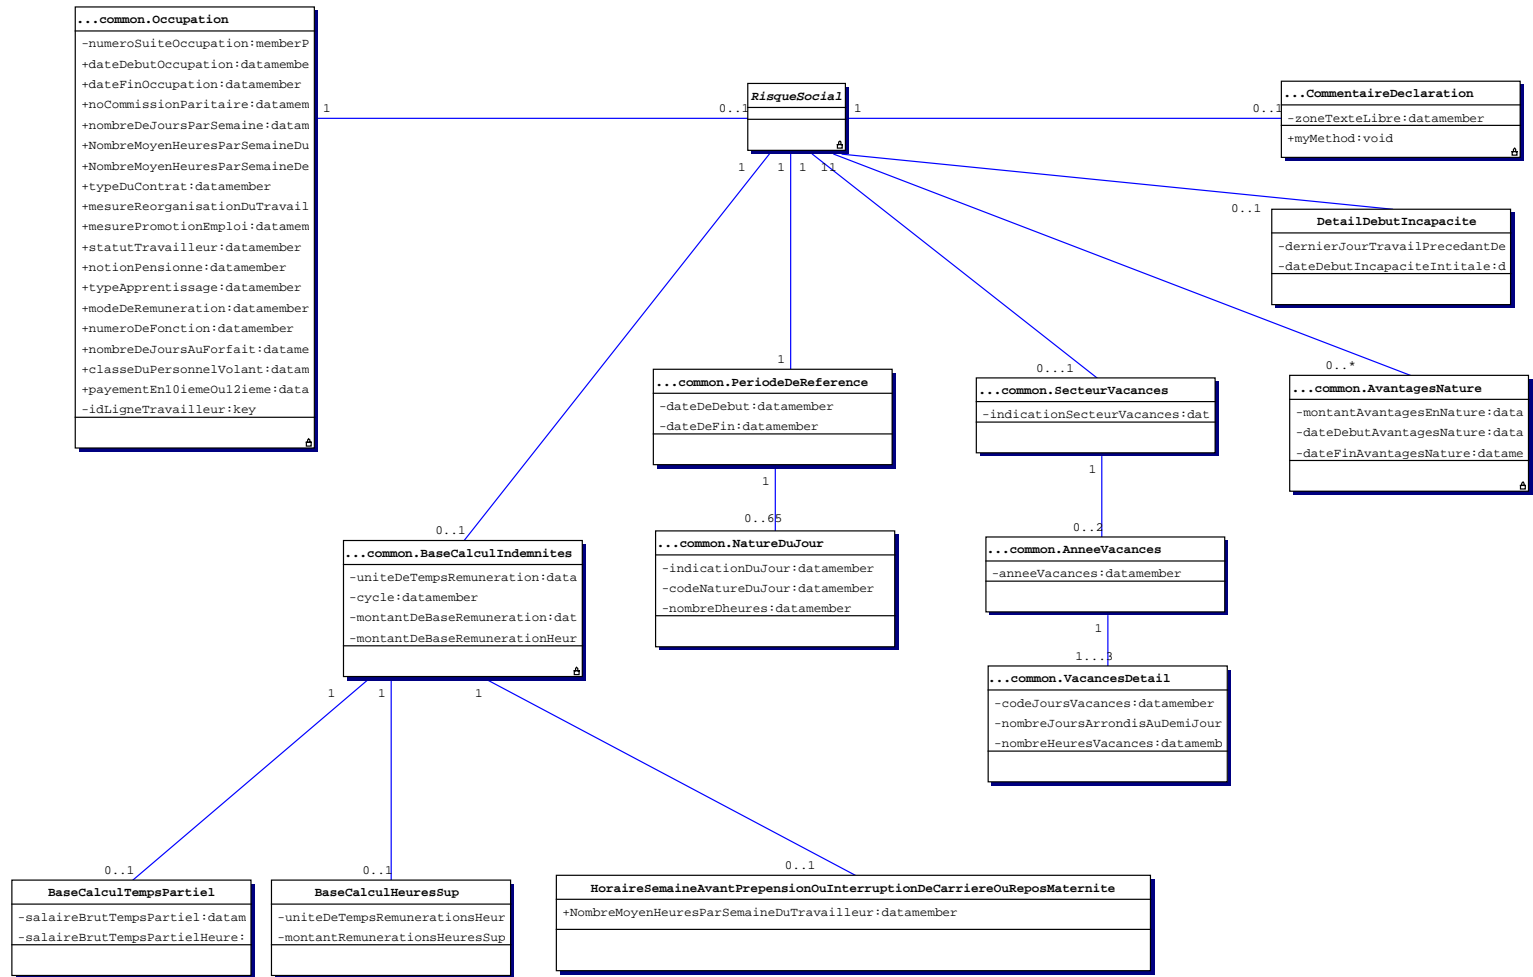 ...common.Occupation
-numeroSuiteOccupation:memberP
+dateDebutOccupation:datamembe
+dateFinOccupation:datamember
+noCommissionParitaire:datamem
+nombreDeJoursParSemaine:datam
+NombreMoyenHeuresParSemaineDu
+NombreMoyenHeuresParSemaineDe
+typeDuContrat:datamember
+mesureReorganisationDuTravail
+mesurePromotionEmploi:datamem
+statutTravailleur:datamember
+notionPensionne:datamember
+typeApprentissage:datamember
+modeDeRemuneration:datamember
+numeroDeFonction:datamember
+nombreDeJoursAuForfait:datame
+classeDuPersonnelVolant:datam
+payementEn10iemeOu12ieme:data
-idLigneTravailleur:key
1
0..1
RisqueSocial
1
0..1
...CommentaireDeclaration
-zoneTexteLibre:datamember
+myMethod:void
1
1
1
1
1
0..1
DetailDebutIncapacite
-dernierJourTravailPrecedantDe
-dateDebutIncapaciteIntitale:d
1
...common.PeriodeDeReference
-dateDeDebut:datamember
-dateDeFin:datamember
0...1
...common.SecteurVacances
-indicationSecteurVacances:dat
0..*
...common.AvantagesNature
-montantAvantagesEnNature:data
-dateDebutAvantagesNature:data
-dateFinAvantagesNature:datame
1
0..65
...common.NatureDuJour
-indicationDuJour:datamember
-codeNatureDuJour:datamember
-nombreDheures:datamember
1
0..2
...common.AnneeVacances
-anneeVacances:datamember
1
1...3
...common.VacancesDetail
-codeJoursVacances:datamember
-nombreJoursArrondisAuDemiJour
-nombreHeuresVacances:datamemb
0..1
...common.BaseCalculIndemnites
-uniteDeTempsRemuneration:data
-cycle:datamember
-montantDeBaseRemuneration:dat
-montantDeBaseRemunerationHeur
1
1
1
0..1
BaseCalculTempsPartiel
-salaireBrutTempsPartiel:datam
-salaireBrutTempsPartielHeure:
0..1
BaseCalculHeuresSup
-uniteDeTempsRemunerationsHeur
-montantRemunerationsHeuresSup
0..1
HoraireSemaineAvantPrepensionOuInterruptionDeCarriereOuReposMaternite
+NombreMoyenHeuresParSemaineDuTravailleur:datamember